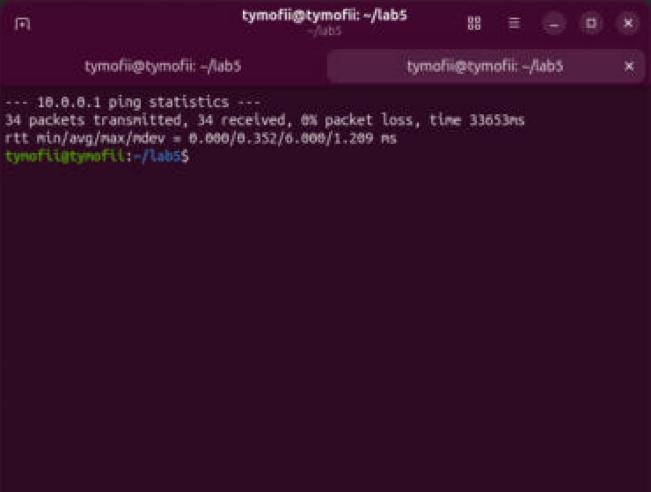 tymofii@tymofii: ~/lab5
~/lab5
tymofii@tymofii: ~/lab5
tymofii@tymofii: ~/lab5
--- 10.0.0.1 ping statistics ---
34 packets transmitted, 34 received, 0% packet loss, time 33653ms
rtt min/avg/max/mdev = 0.000/0.352/6.000/1.209 ms
tymofii@tymofii:~/lab5$